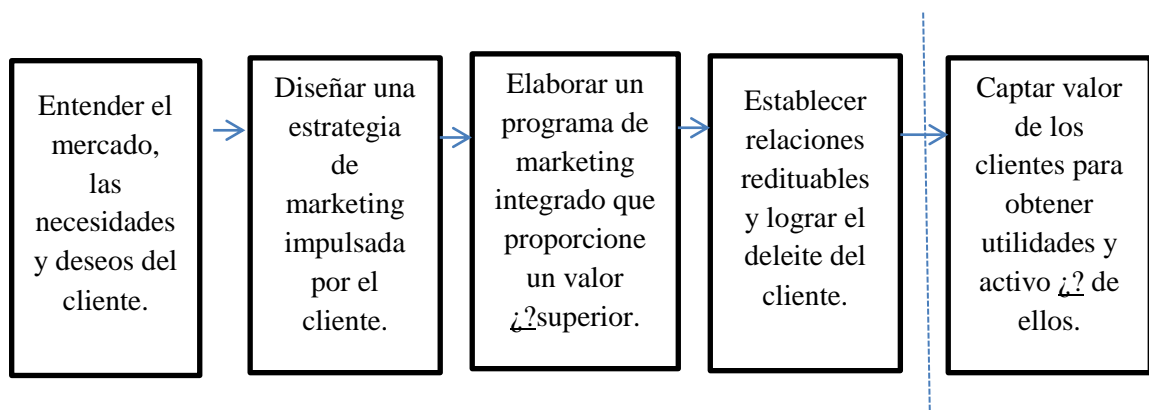 Entender el
mercado,
las
necesidades
y deseos del
cliente.
Diseñar una
estrategia
de
marketing
impulsada
por el
cliente.
Elaborar un
programa de
marketing
integrado que
proporcione
un valor
¿?superior.
Establecer
relaciones
redituables
y lograr el
deleite del
cliente.
Captar valor
de los
clientes para
obtener
utilidades y
activo ¿? de
ellos.